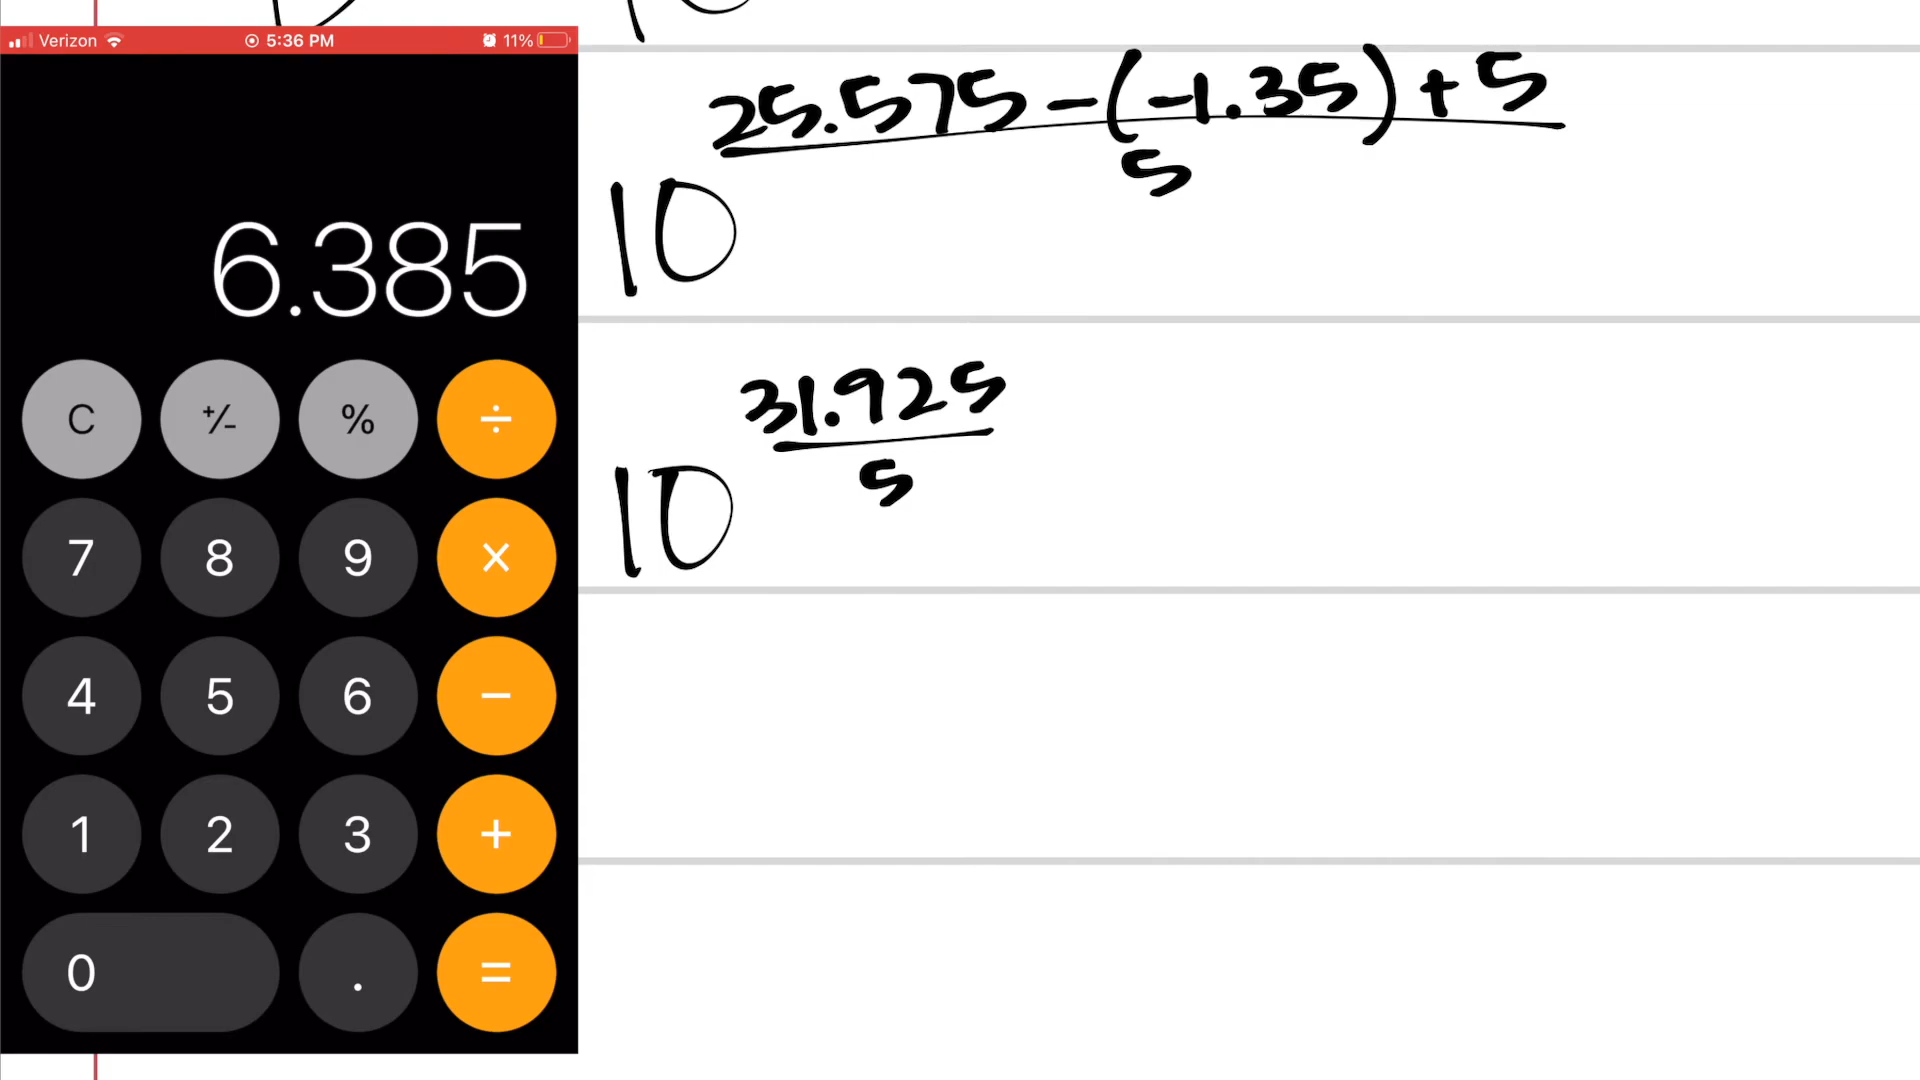 Verizon 5:36 PM 11%
25.575 - (-1.35) + 5
5
10
6.385
31.925
5
10
C +/- % ÷
7 8 9 ×
4 5 6 −
1 2 3 +
0 . =